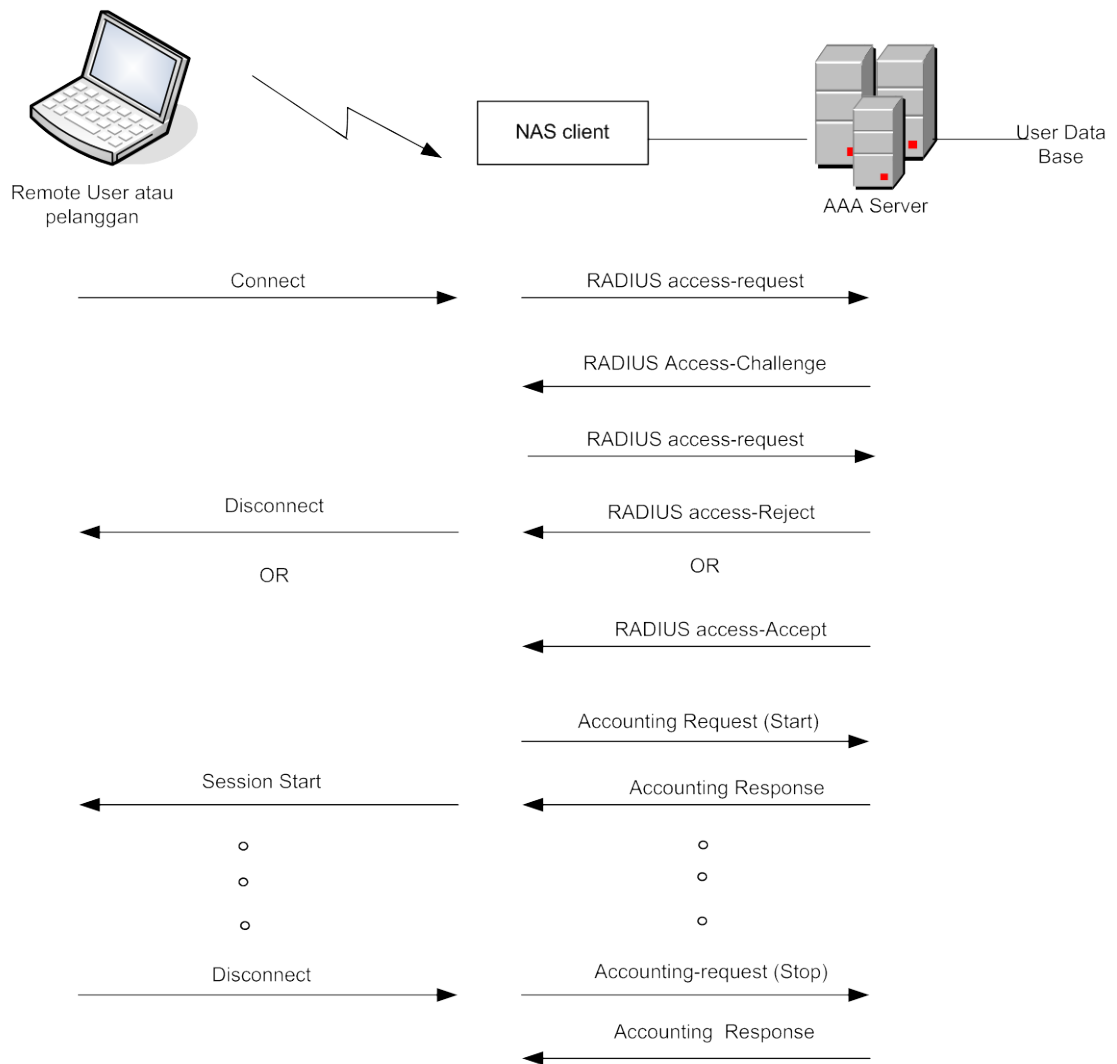 NAS client
User Data
Base
Remote User atau
pelanggan
AAA Server
Connect
RADIUS access-request
RADIUS Access-Challenge
RADIUS access-request
Disconnect
RADIUS access-Reject
OR
OR
RADIUS access-Accept
Accounting Request (Start)
Session Start
Accounting Response
Disconnect
Accounting-request (Stop)
Accounting Response